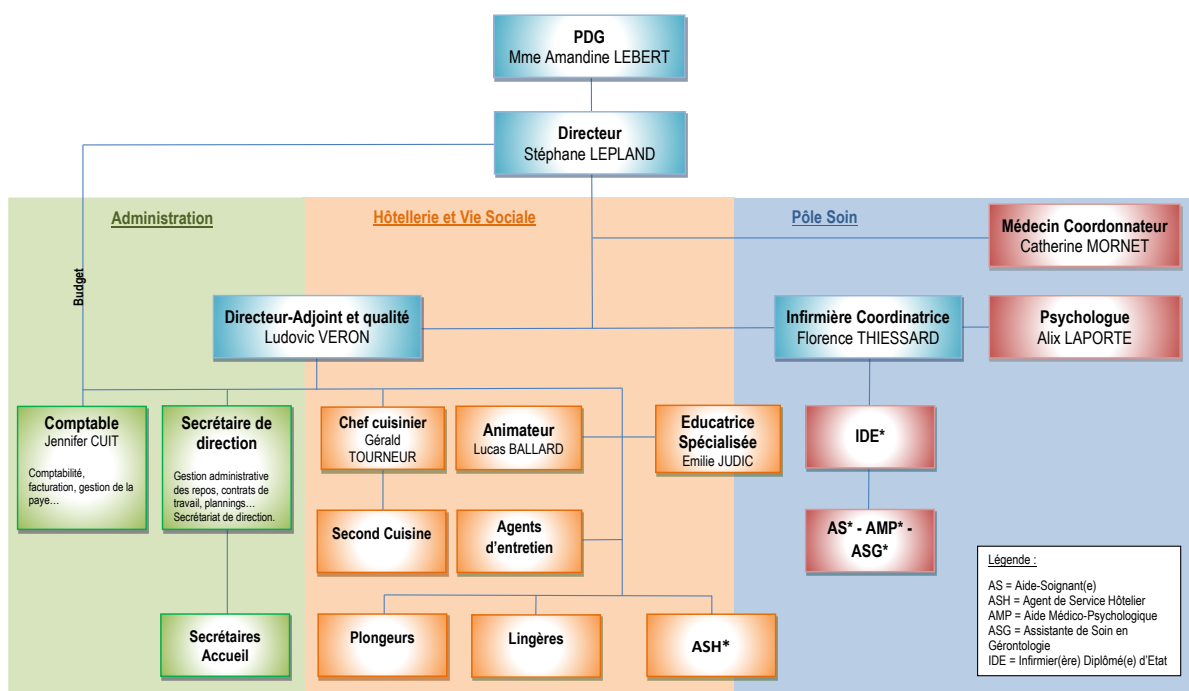 PDG
Mme Amandine LEBERT
Directeur
Stéphane LEPLAND
Administration
Hôtellerie et Vie Sociale
Pôle Soin
Médecin Coordonnateur
Catherine MORNET
Budget
Directeur-Adjoint et qualité
Ludovic VERON
Infirmière Coordinatrice
Florence THIESSARD
Psychologue
Alix LAPORTE
Comptable
Jennifer CUIT
Comptabilité,
facturation, gestion de la
paye…
Secrétaire de
direction
Gestion administrative
des repos, contrats de
travail, plannings…
Secrétariat de direction.
Chef cuisinier
Gérald
TOURNEUR
Animateur
Lucas BALLARD
Educatrice
Spécialisée
Emilie JUDIC
IDE*
Second Cuisine
Agents
d'entretien
AS* - AMP* -
ASG*
Secrétaires
Accueil
Plongeurs
Lingères
ASH*
Légende :
AS = Aide-Soignant(e)
ASH = Agent de Service Hôtelier
AMP = Aide Médico-Psychologique
ASG = Assistante de Soin en
Gérontologie
IDE = Infirmier(ère) Diplômé(e) d'Etat